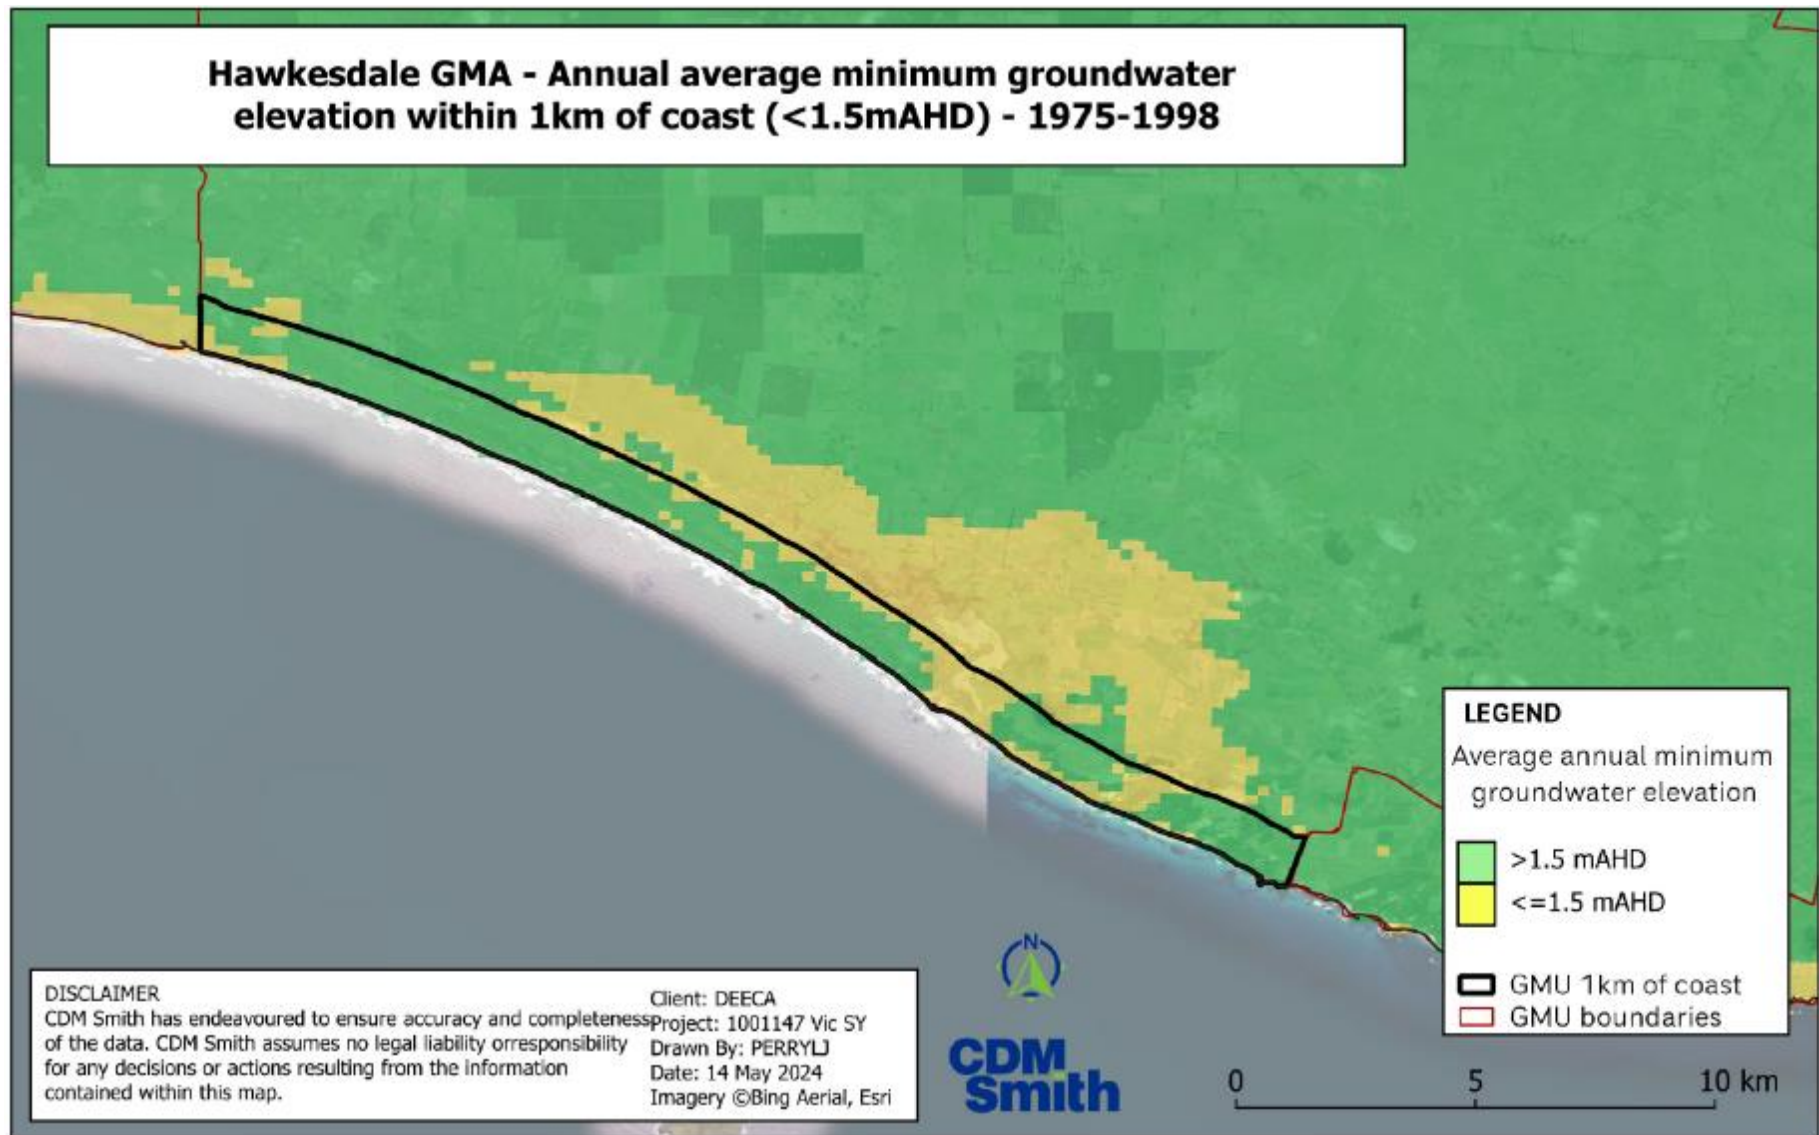 Hawkesdale GMA - Annual average minimum groundwater
elevation within 1km of coast (<1.5mAHD) - 1975-1998
LEGEND
Average annual minimum
groundwater elevation
>1.5 mAHD
<=1.5 mAHD
GMU 1km of coast
GMU boundaries
DISCLAIMER
CDM Smith has endeavoured to ensure accuracy and completeness
of the data. CDM Smith assumes no legal liability orresponsibility
for any decisions or actions resulting from the information
contained within this map.
Client: DEECA
Project: 1001147 Vic SY
Drawn By: PERRYLJ
Date: 14 May 2024
Imagery ©Bing Aerial, Esri
N
CDM
Smith
0 5 10 km